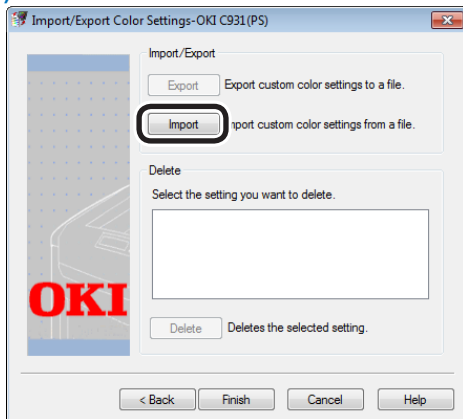 Import/Export Color Settings-OKI C931(PS)
Import/Export
Export Export custom color settings to a file.
Import port custom color settings from a file.
Delete
Select the setting you want to delete.
OKI
Delete Deletes the selected setting.
< Back Finish Cancel Help